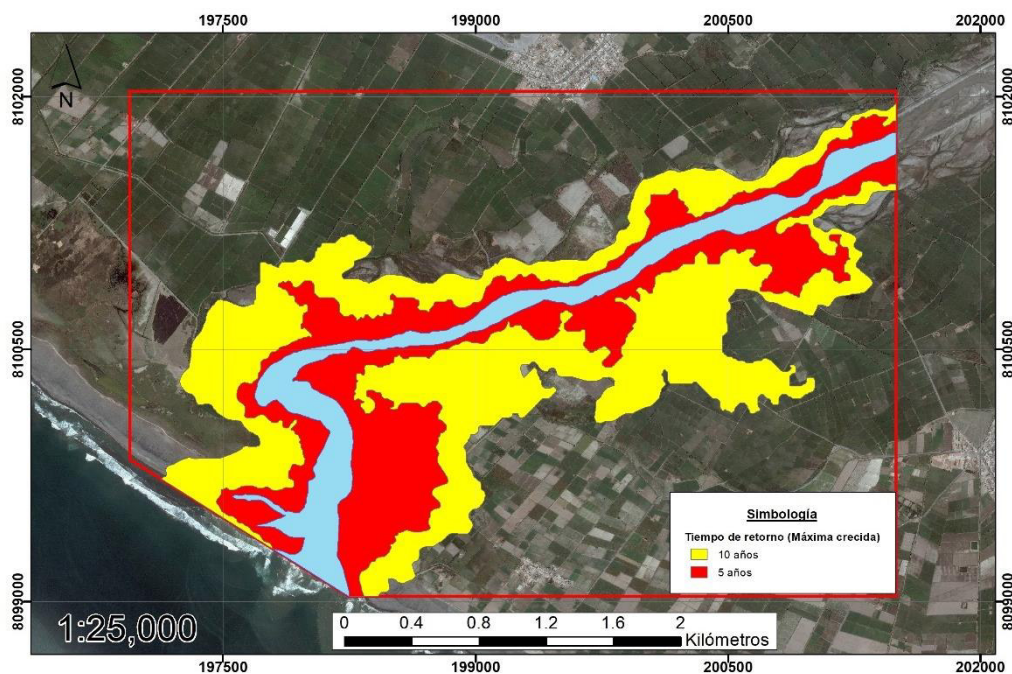 197500 199000 200500 202000
N
8102000 8102000
8100500 8100500
8099000 8099000
Simbología
Tiempo de retorno (Máxima crecida)
10 años
5 años
1:25,000
0 0.4 0.8 1.2 1.6 2
Kilómetros
197500 199000 200500 202000